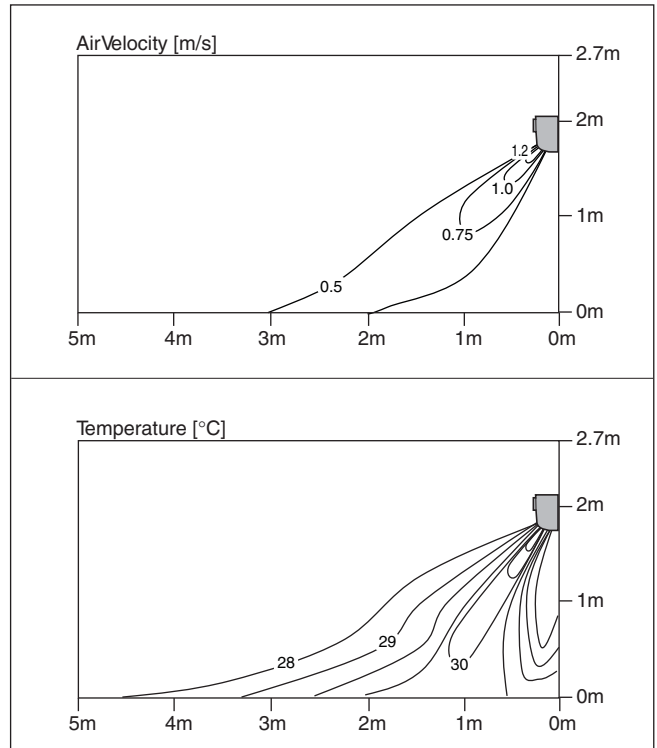 AirVelocity [m/s]
2.7m
2m
1.2
1.0
1m
0.75
0.5
0m
5m 4m 3m 2m 1m 0m
Temperature [°C]
2.7m
2m
1m
29
30
28
0m
5m 4m 3m 2m 1m 0m